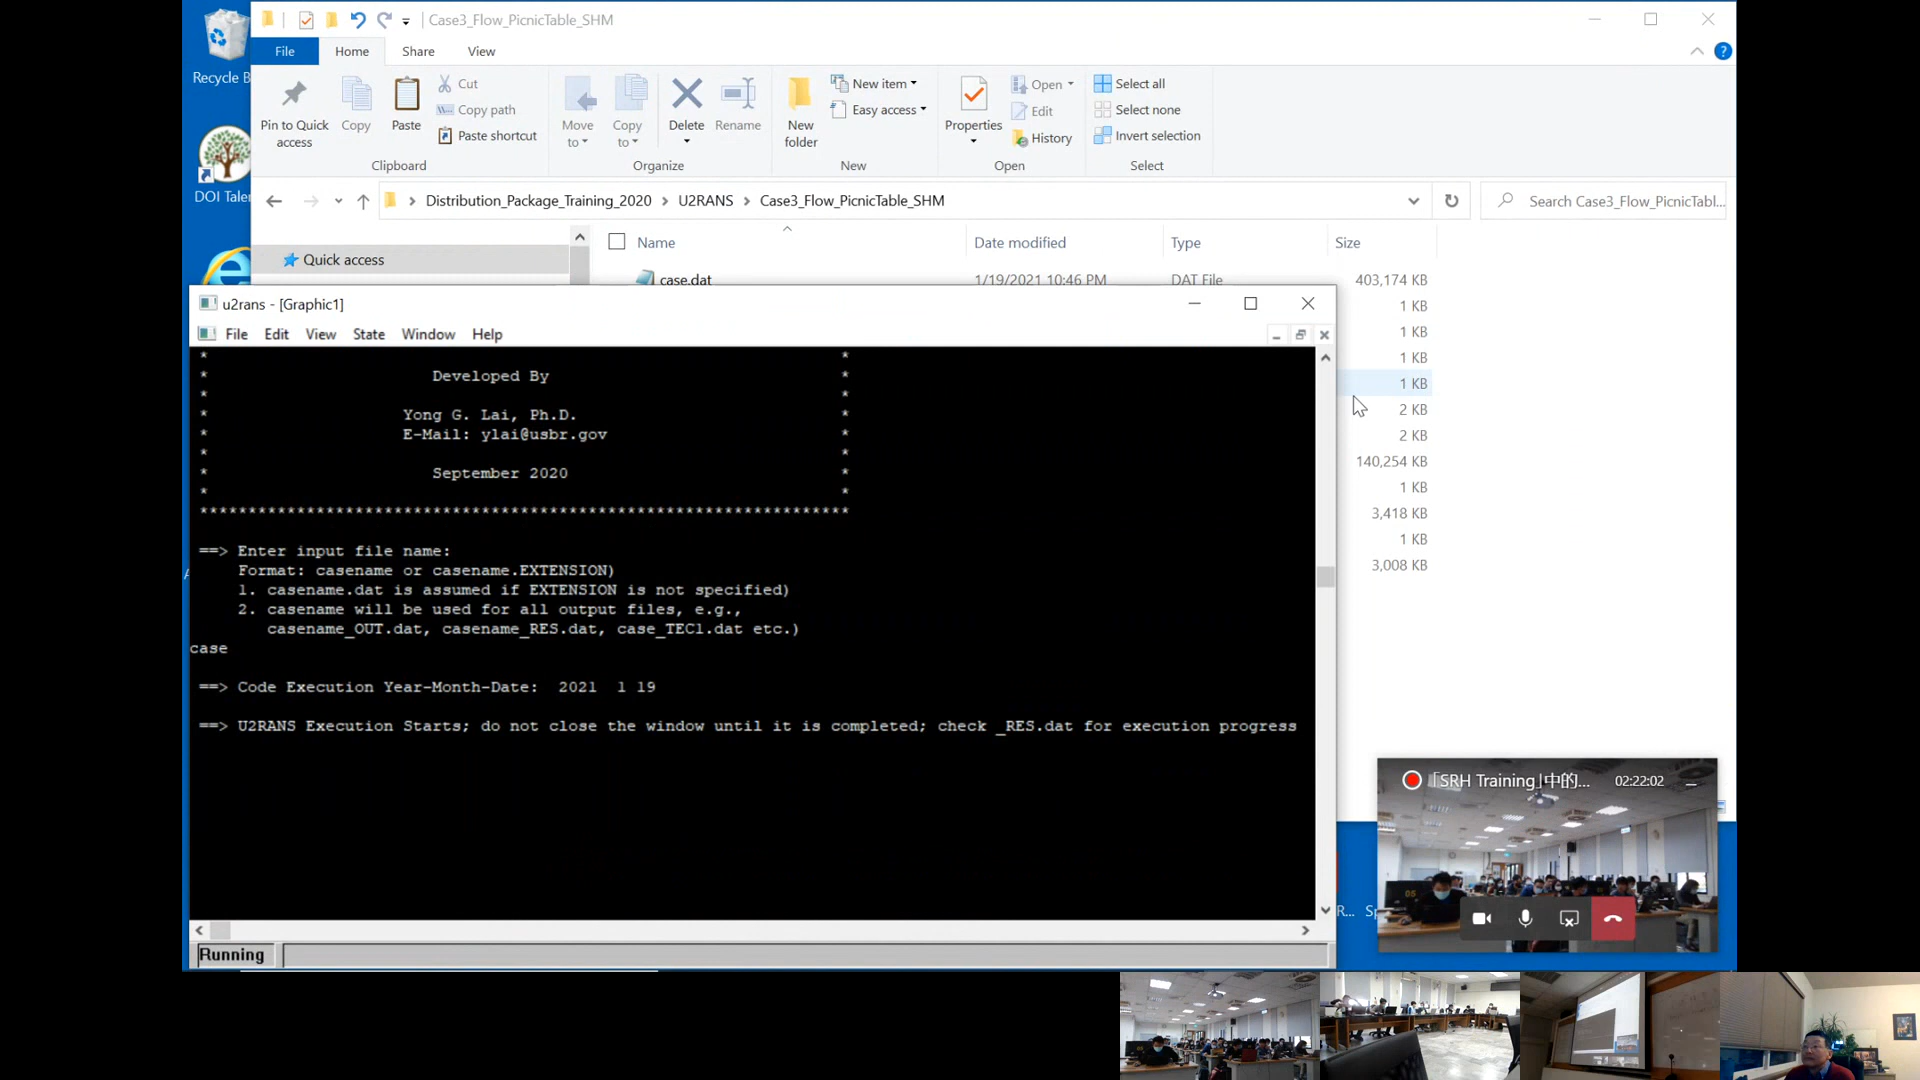 Case3_Flow_PicnicTable_SHM
Recycle B
File Home Share View
Pin to Quick access
Copy
Paste
Cut
Copy path
Paste shortcut
Clipboard
Move to
Copy to
Delete
Rename
Organize
New folder
New item
Easy access
New
Properties
Open
Edit
History
Open
Select all
Select none
Invert selection
Select
DOI Tale
Distribution_Package_Training_2020 > U2RANS > Case3_Flow_PicnicTable_SHM
Search Case3_Flow_PicnicTabl...
Quick access
Name Date modified Type Size
case.dat 1/19/2021 10:46 PM DAT File 403,174 KB
1 KB
1 KB
1 KB
1 KB
2 KB
2 KB
140,254 KB
1 KB
3,418 KB
1 KB
3,008 KB
u2rans - [Graphic1]
File Edit View State Window Help
* *
* Developed By *
* *
* Yong G. Lai, Ph.D. *
* E-Mail: ylai@usbr.gov *
* *
* September 2020 *
* *
*******************************************************************
==> Enter input file name:
Format: casename or casename.EXTENSION)
1. casename.dat is assumed if EXTENSION is not specified)
2. casename will be used for all output files, e.g.,
casename_OUT.dat, casename_RES.dat, case_TEC1.dat etc.)
case
==> Code Execution Year-Month-Date: 2021 1 19
==> U2RANS Execution Starts; do not close the window until it is completed; check _RES.dat for execution progress
Running
「SRH Training」中的... 02:22:02
05
R... Sp